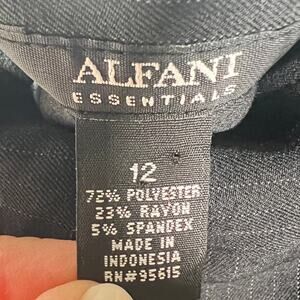 ALFANI
ESSENTIALS
12
72% POLYESTER
23% RAYON
5% SPANDEX
MADE IN
INDONESIA
RN#95615